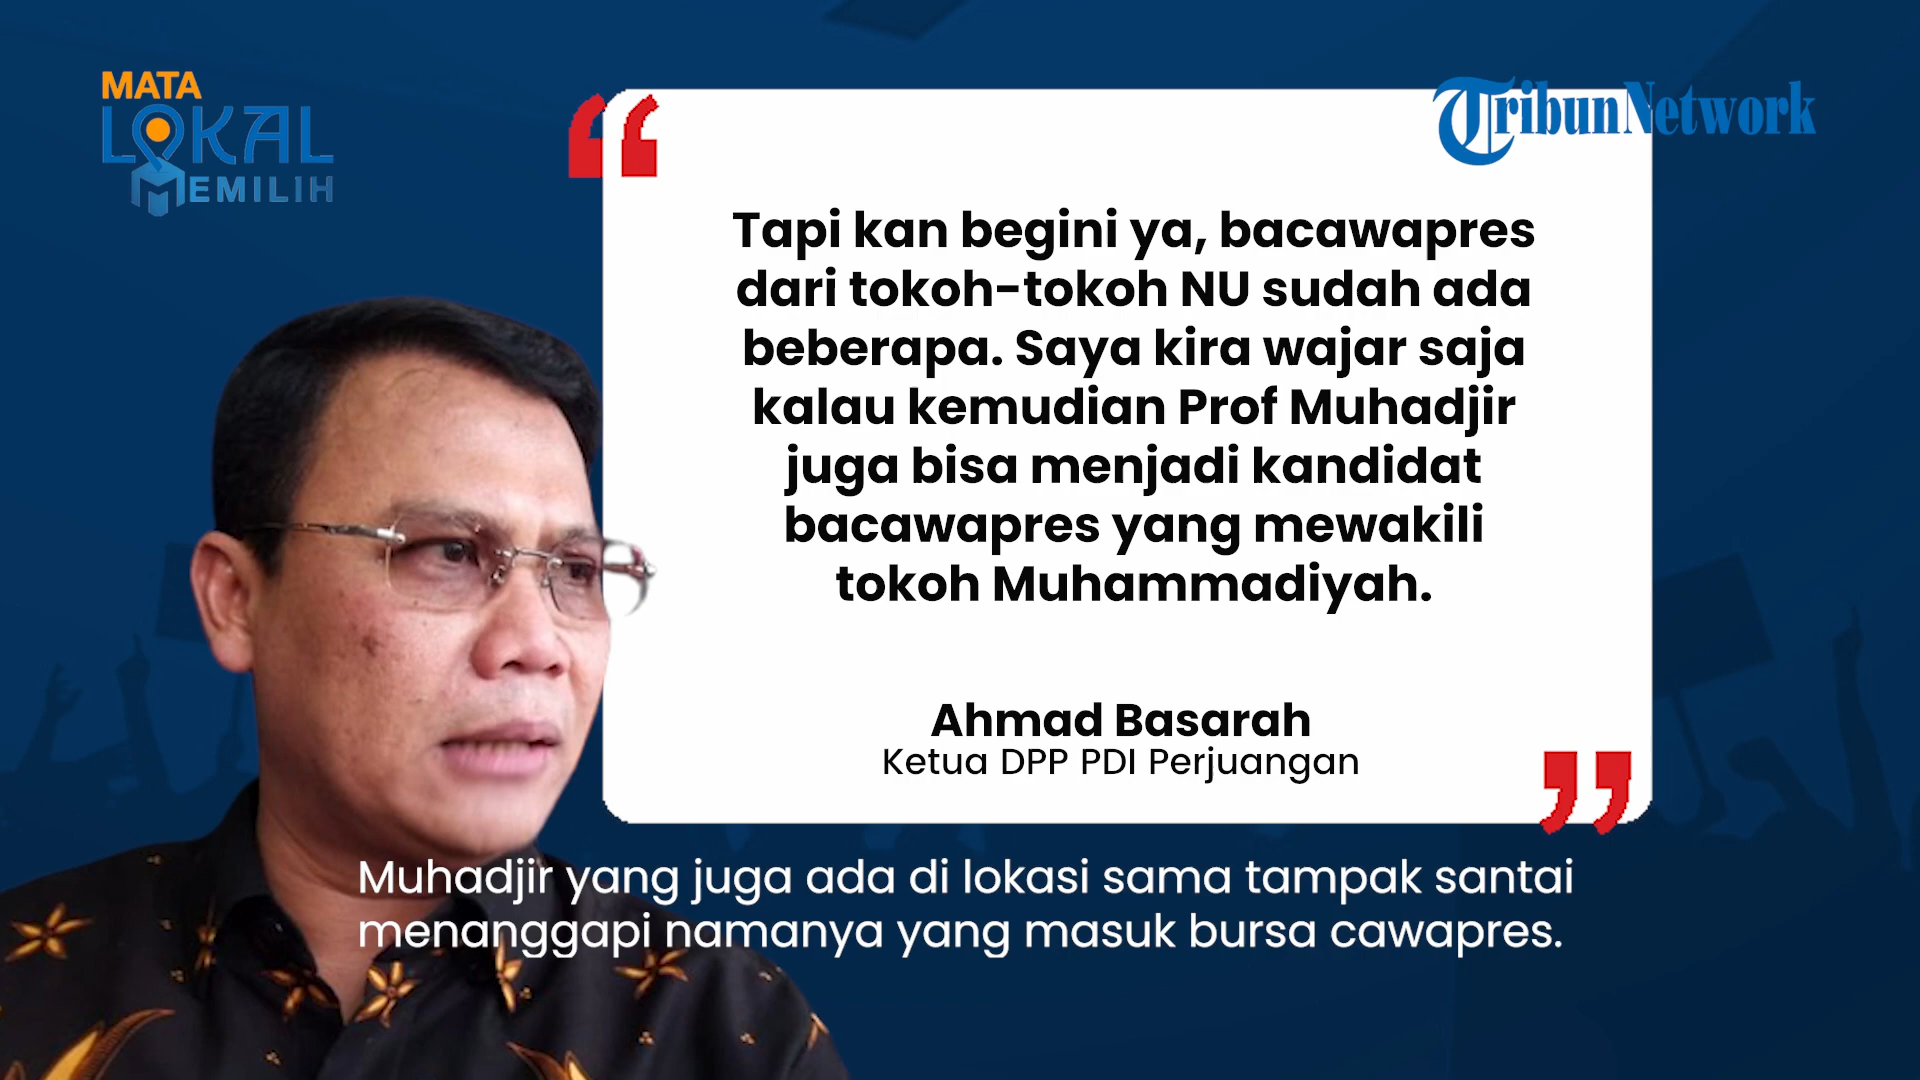 MATA
LOKAL
MEMILIH
TribunNetwork
Tapi kan begini ya, bacawapres
dari tokoh-tokoh NU sudah ada
beberapa. Saya kira wajar saja
kalau kemudian Prof Muhadjir
juga bisa menjadi kandidat
bacawapres yang mewakili
tokoh Muhammadiyah.
Ahmad Basarah
Ketua DPP PDI Perjuangan
Muhadjir yang juga ada di lokasi sama tampak santai
menanggapi namanya yang masuk bursa cawapres.